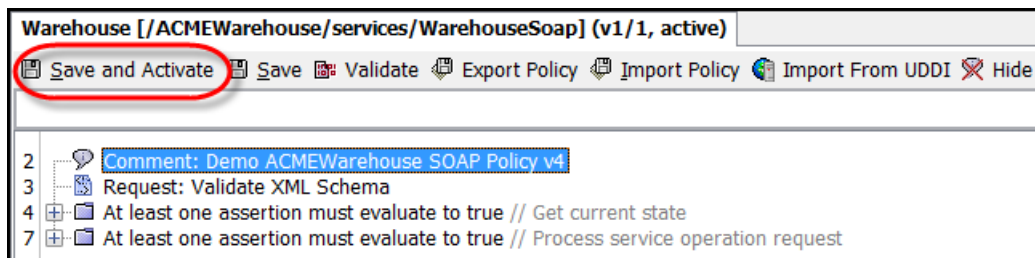 Warehouse [/ACMEWarehouse/services/WarehouseSoap] (v1/1, active)
Save and Activate Save Validate Export Policy Import Policy Import From UDDI Hide
2 Comment: Demo ACMEWarehouse SOAP Policy v4
3 Request: Validate XML Schema
4 At least one assertion must evaluate to true // Get current state
7 At least one assertion must evaluate to true // Process service operation request